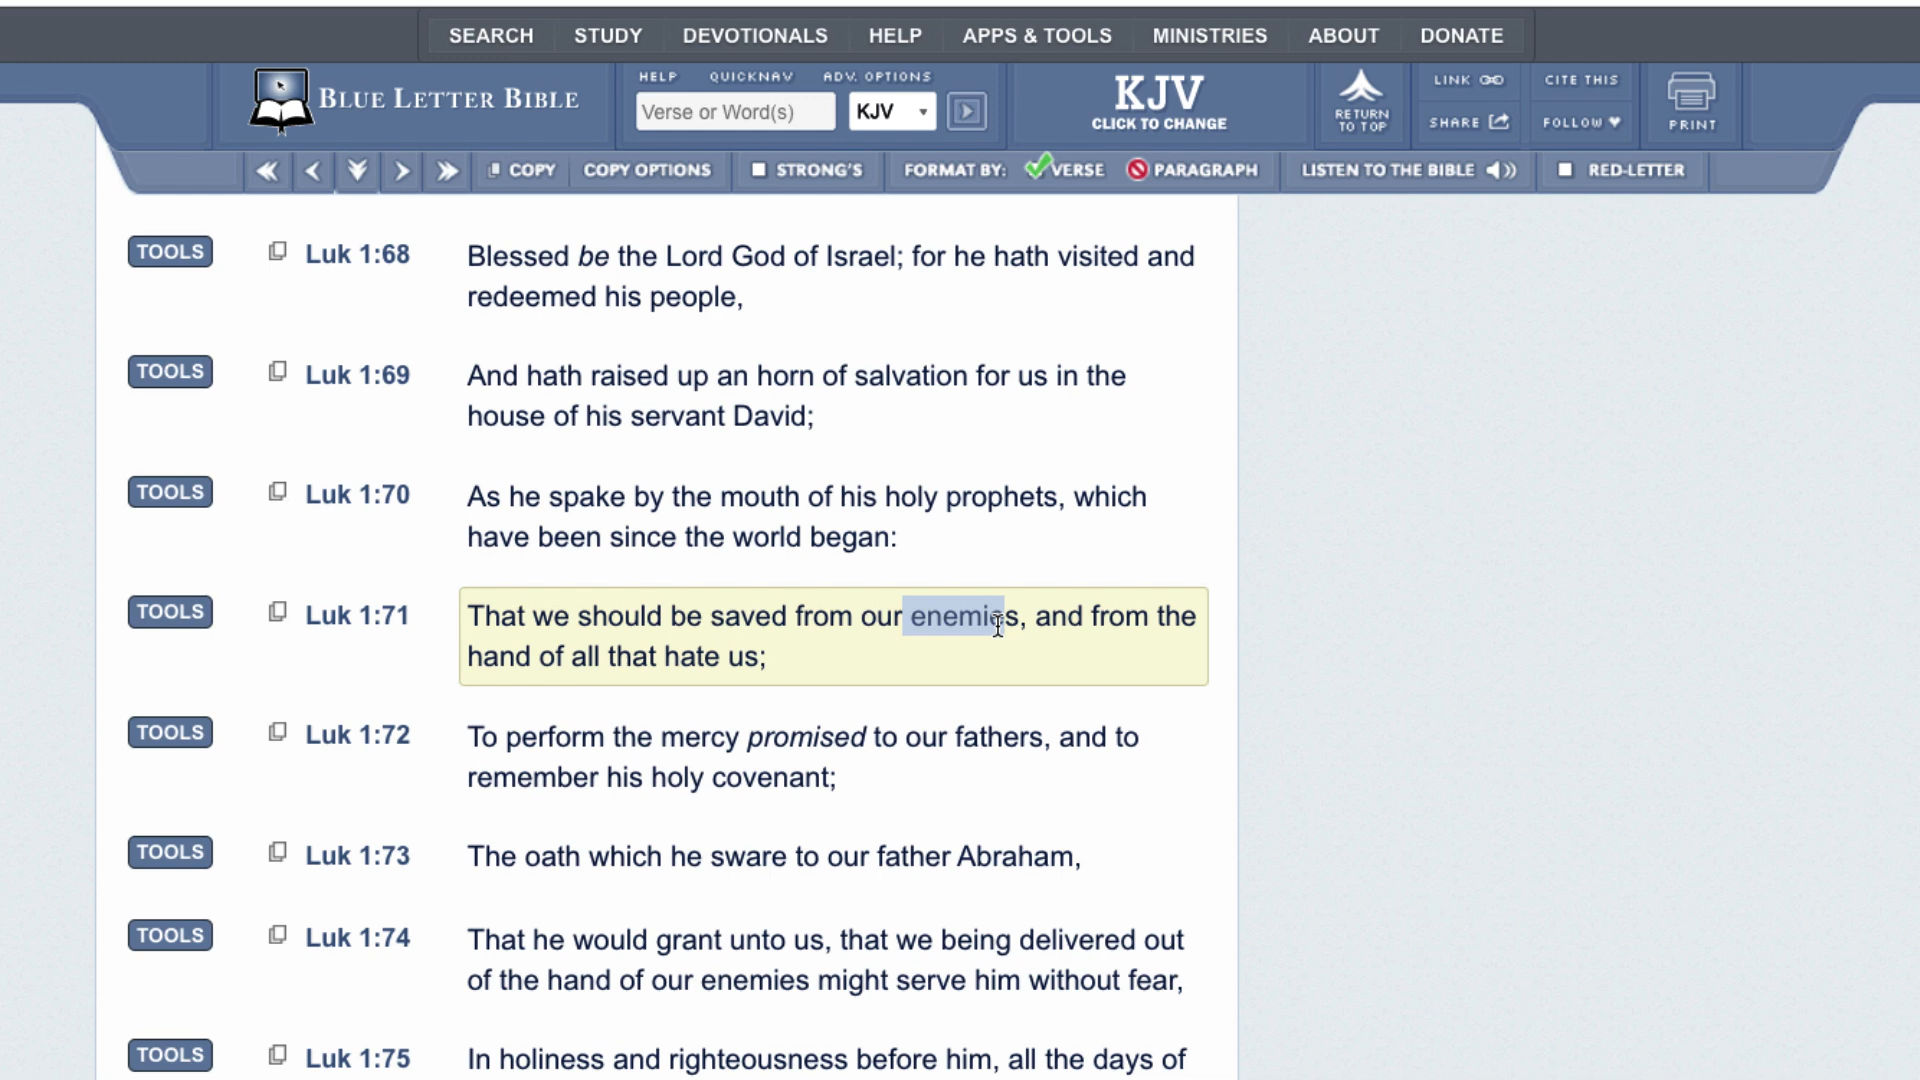 SEARCH STUDY DEVOTIONALS HELP APPS & TOOLS MINISTRIES ABOUT DONATE
BLUE LETTER BIBLE
HELP QUICKNAV ADV. OPTIONS
Verse or Word(s) KJV
KJV
CLICK TO CHANGE
RETURN
TO TOP
LINK
SHARE
CITE THIS
FOLLOW
PRINT
COPY COPY OPTIONS STRONG'S FORMAT BY: VERSE PARAGRAPH LISTEN TO THE BIBLE RED-LETTER
TOOLS Luk 1:68 Blessed be the Lord God of Israel; for he hath visited and
redeemed his people,
TOOLS Luk 1:69 And hath raised up an horn of salvation for us in the
house of his servant David;
TOOLS Luk 1:70 As he spake by the mouth of his holy prophets, which
have been since the world began:
TOOLS Luk 1:71 That we should be saved from our enemies, and from the
hand of all that hate us;
TOOLS Luk 1:72 To perform the mercy promised to our fathers, and to
remember his holy covenant;
TOOLS Luk 1:73 The oath which he sware to our father Abraham,
TOOLS Luk 1:74 That he would grant unto us, that we being delivered out
of the hand of our enemies might serve him without fear,
TOOLS Luk 1:75 In holiness and righteousness before him, all the days of